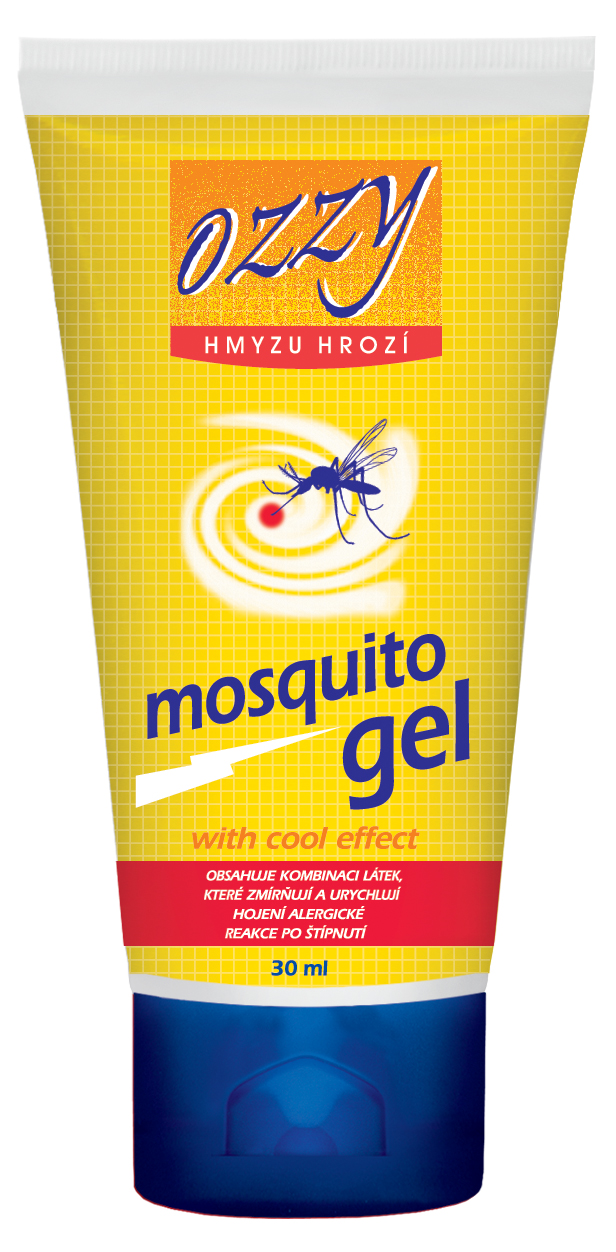 ozzy
HMYZU HROZÍ
mosquito
gel
with cool effect
OBSAHUJE KOMBINACI LÁTEK,
KTERÉ ZMÍRŇUJÍ A URYCHLUJÍ
HOJENÍ ALERGICKÉ
REAKCE PO ŠTÍPNUTÍ
30 ml